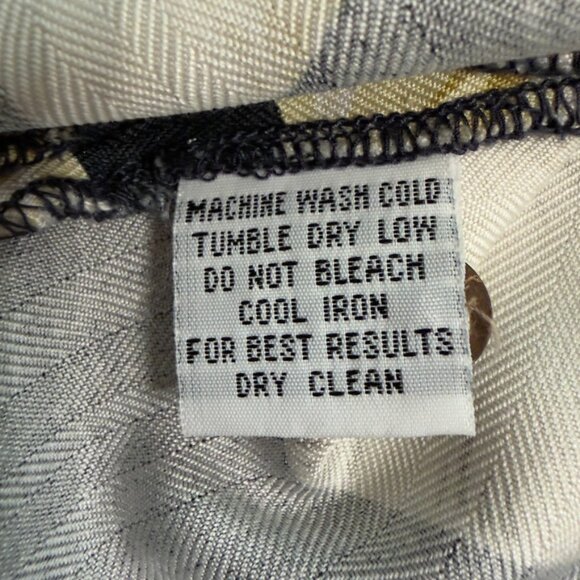 MACHINE WASH COLD
TUMBLE DRY LOW
DO NOT BLEACH
COOL IRON
FOR BEST RESULTS
DRY CLEAN